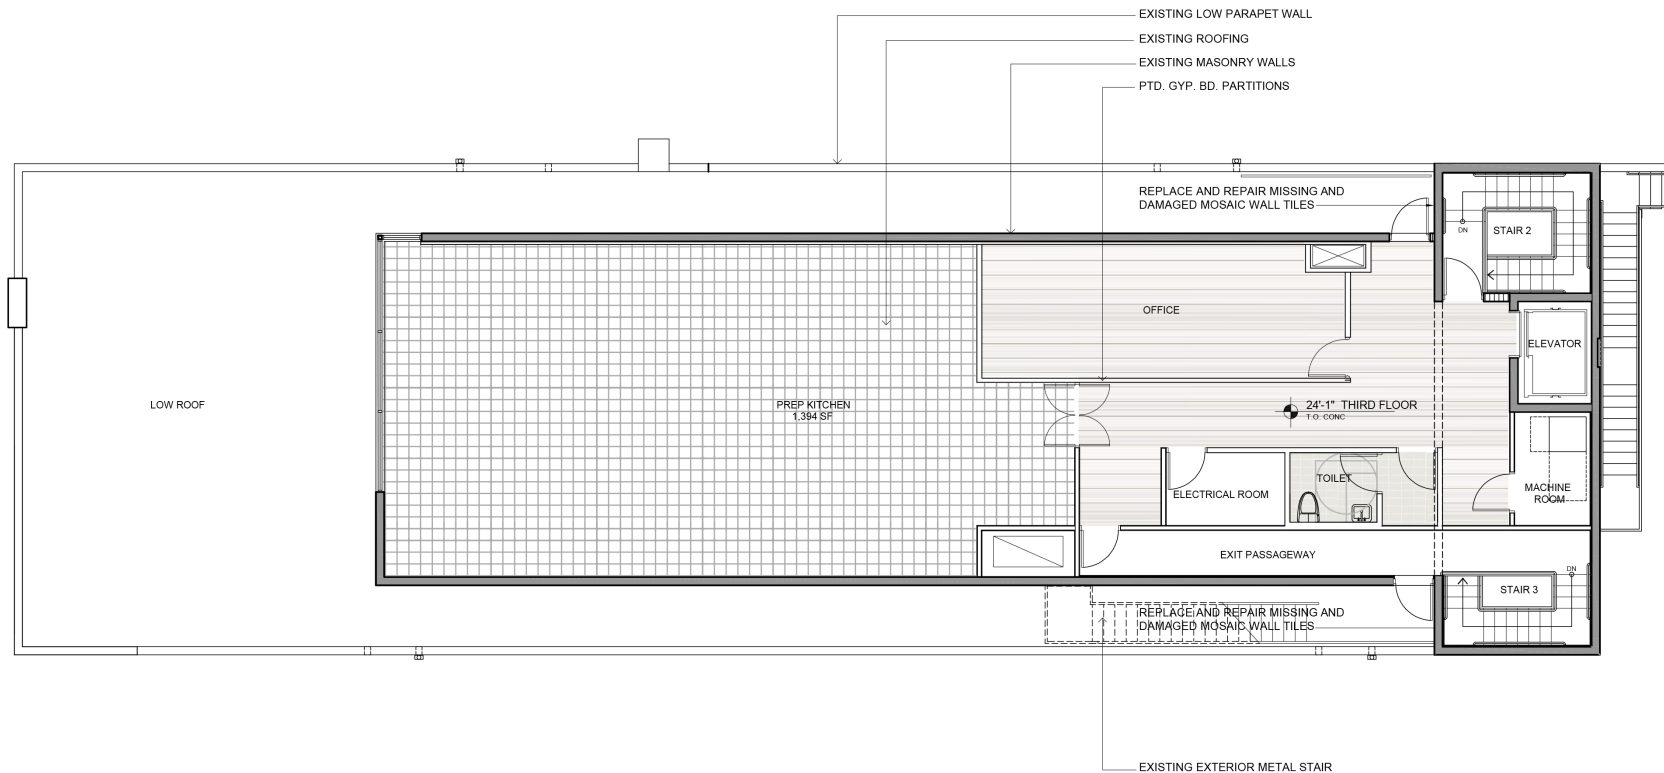 EXISTING LOW PARAPET WALL
EXISTING ROOFING
EXISTING MASONRY WALLS
PTD. GYP. BD. PARTITIONS
REPLACE AND REPAIR MISSING AND
DAMAGED MOSAIC WALL TILES
DN
STAIR 2
OFFICE
ELEVATOR
LOW ROOF
PREP KITCHEN
1,394 SF
24'-1" THIRD FLOOR
T.O. CONC
TOILET
ELECTRICAL ROOM
MACHINE
ROOM
EXIT PASSAGEWAY
DN
STAIR 3
REPLACE AND REPAIR MISSING AND
DAMAGED MOSAIC WALL TILES
EXISTING EXTERIOR METAL STAIR